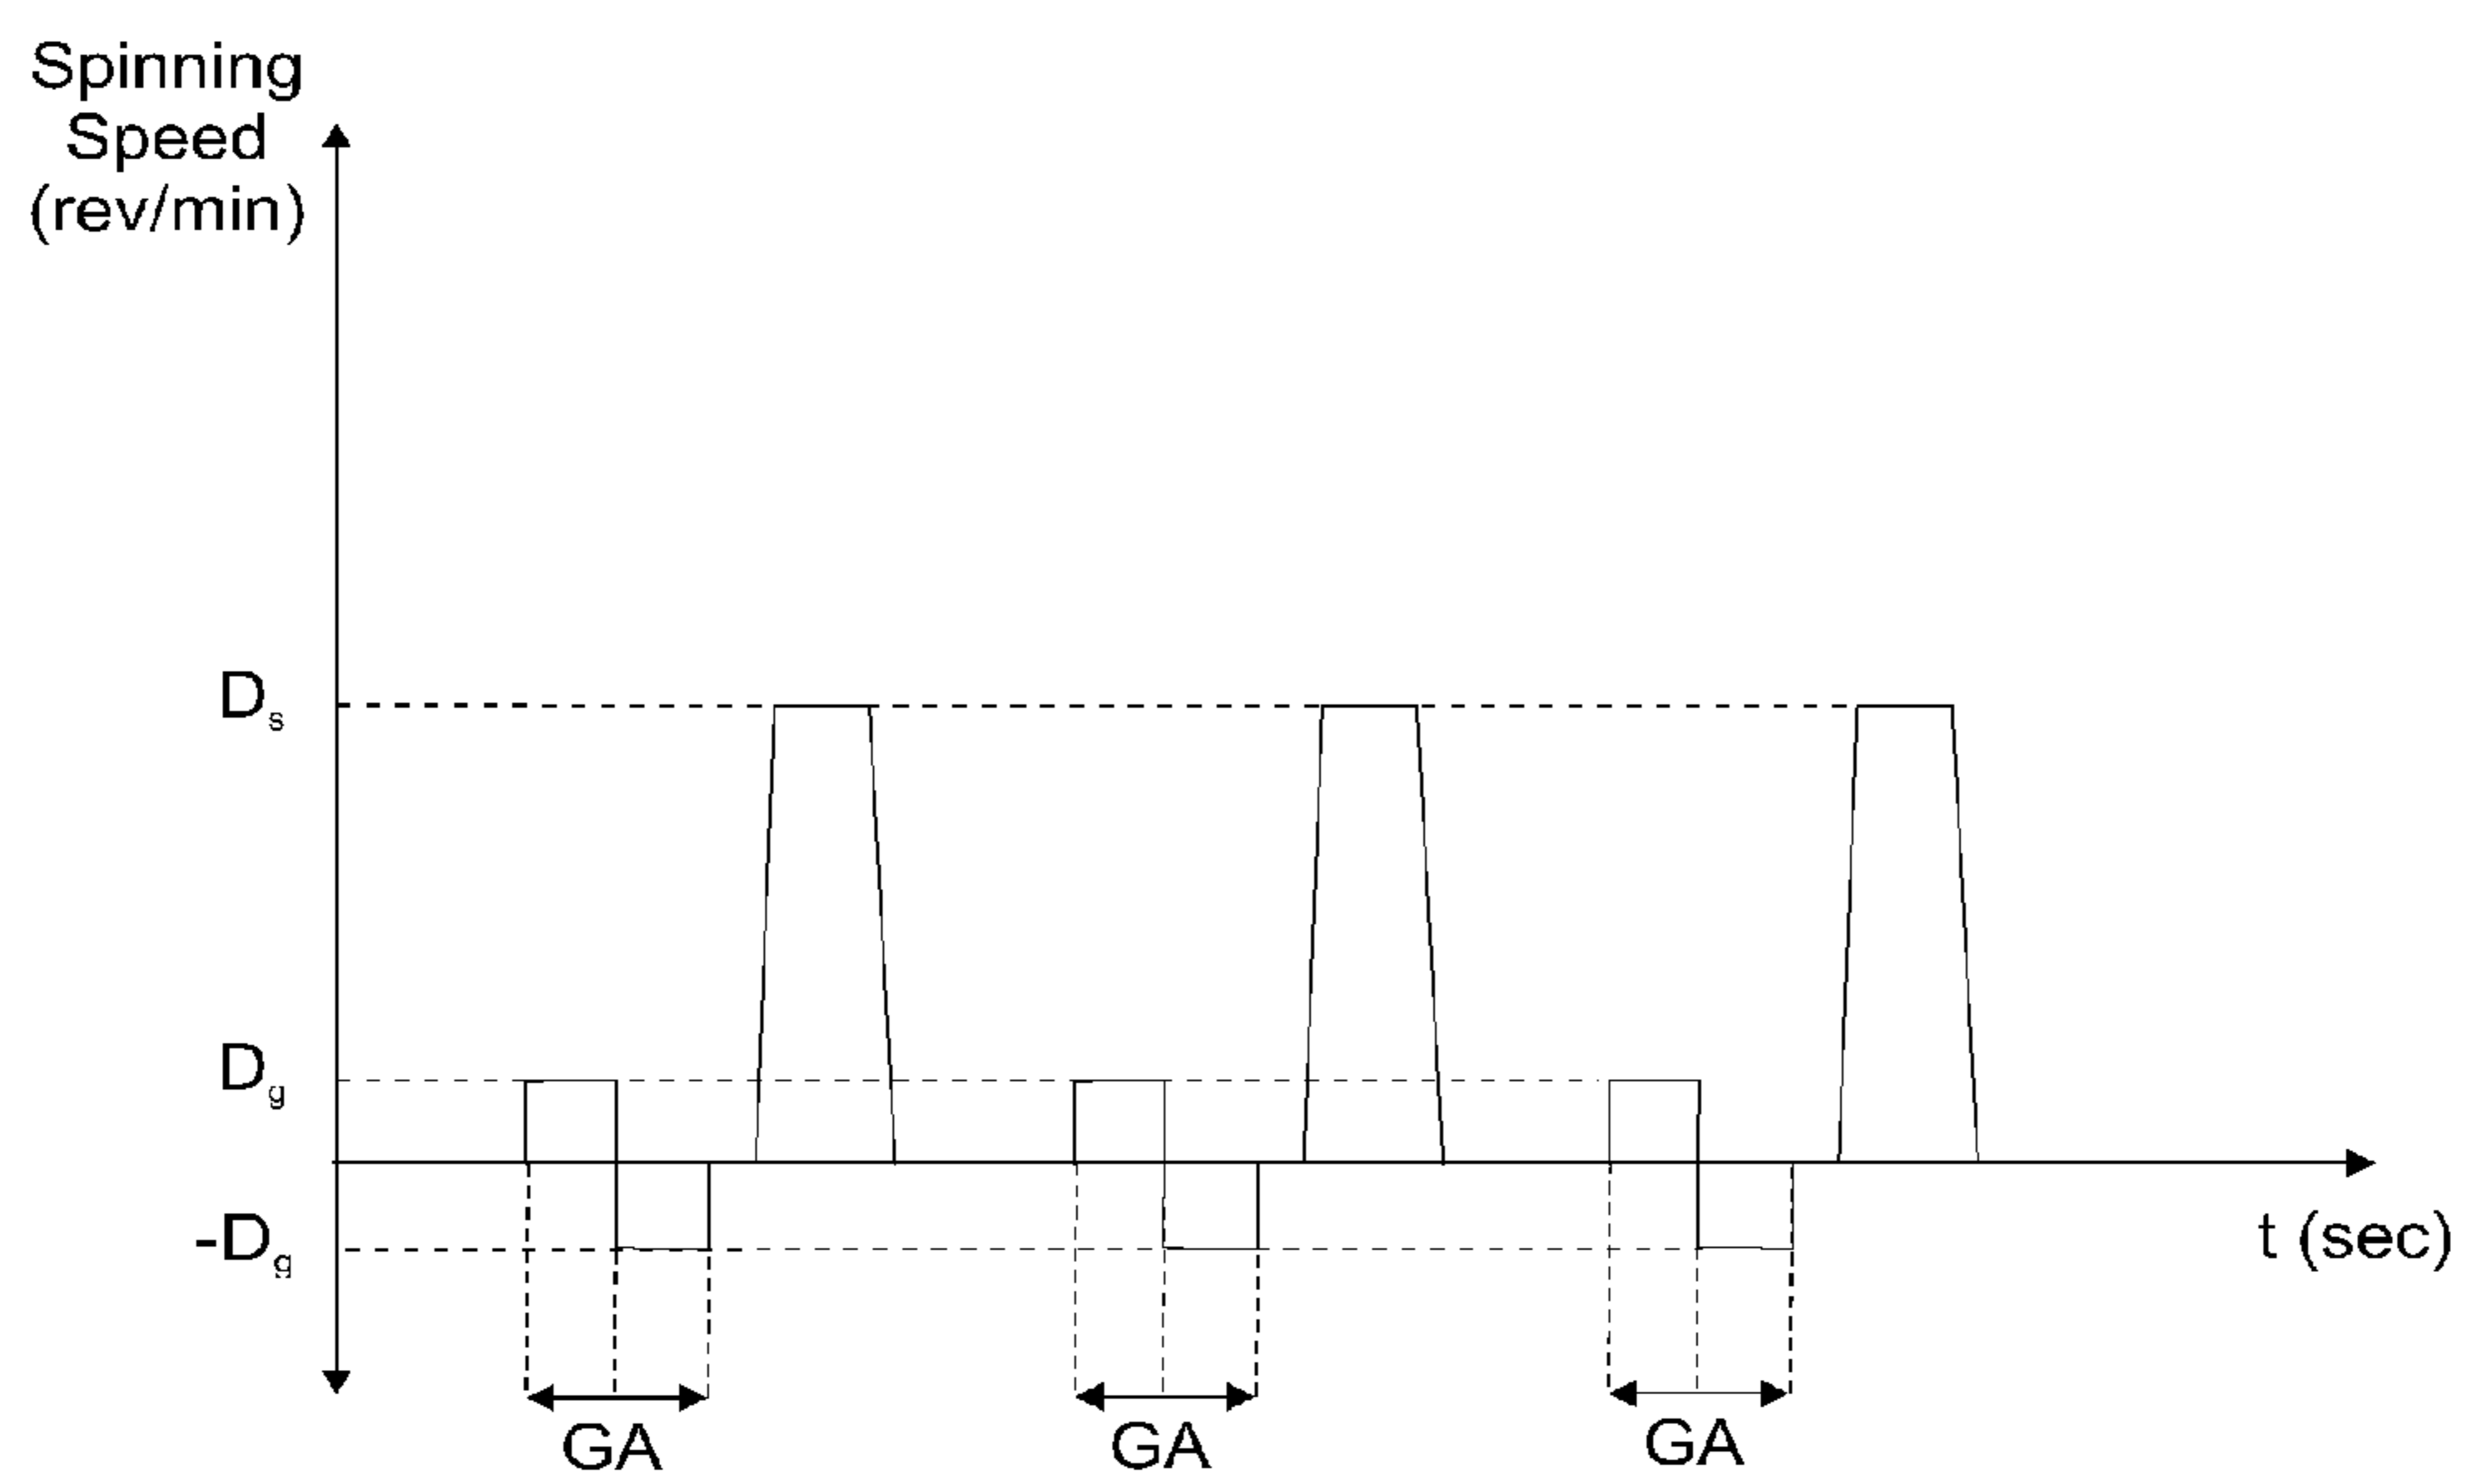 Spinning
Speed
(rev/min)
Ds
Dg
-Dg
t (sec)
GA GA GA